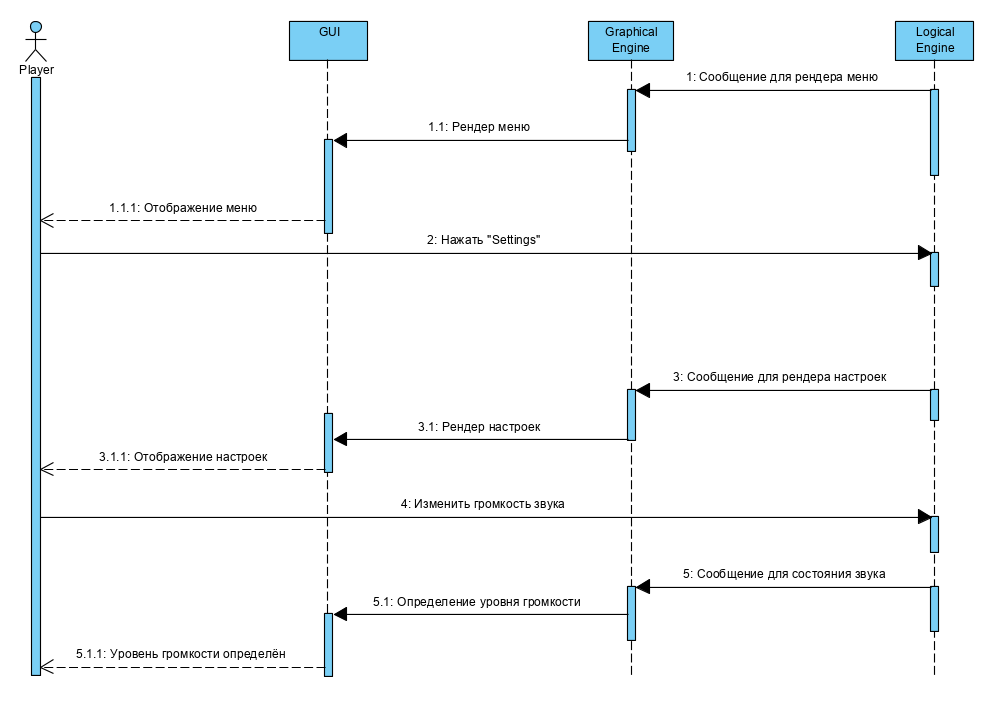 Player
GUI
Graphical
Engine
Logical
Engine
1: Сообщение для рендера меню
1.1: Рендер меню
1.1.1: Отображение меню
2: Нажать "Settings"
3: Сообщение для рендера настроек
3.1: Рендер настроек
3.1.1: Отображение настроек
4: Изменить громкость звука
5: Сообщение для состояния звука
5.1: Определение уровня громкости
5.1.1: Уровень громкости определён